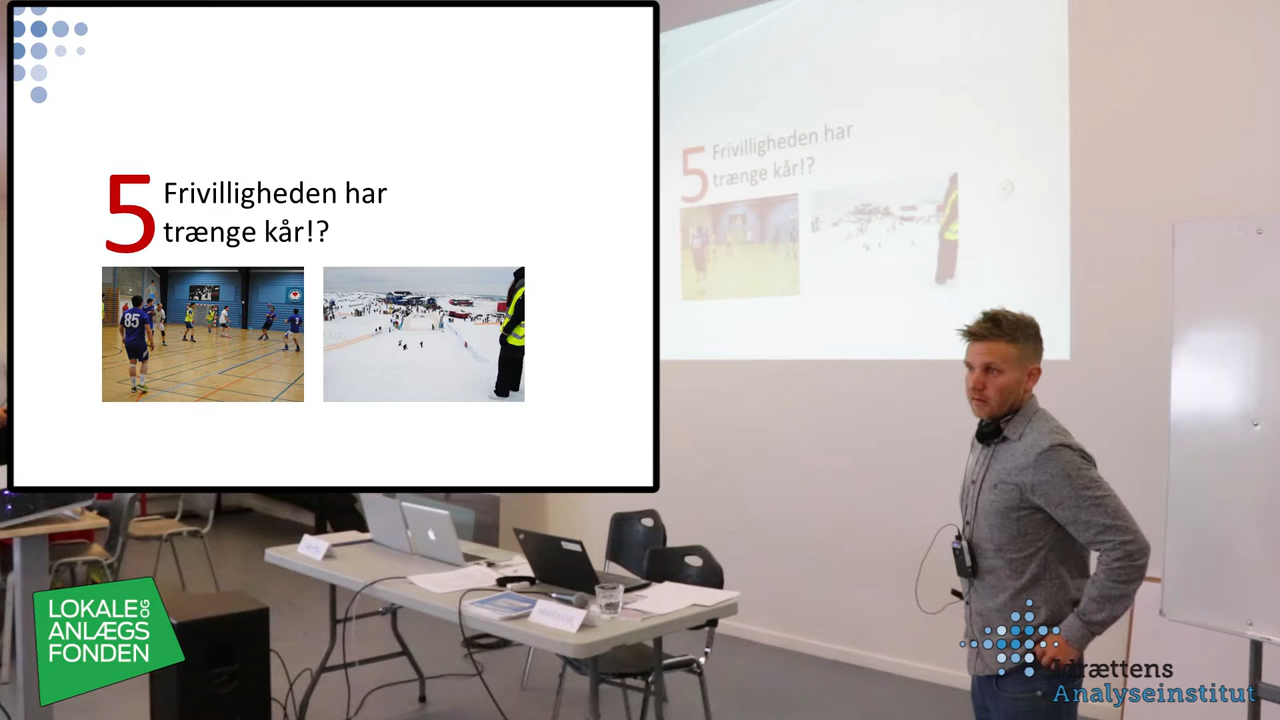 5
Frivilligheden har
trænge kår!?
85
5
Frivilligheden har
trænge kår!?
LOKALE OG
ANLÆGS
FONDEN
Idrættens
Analyseinstitut